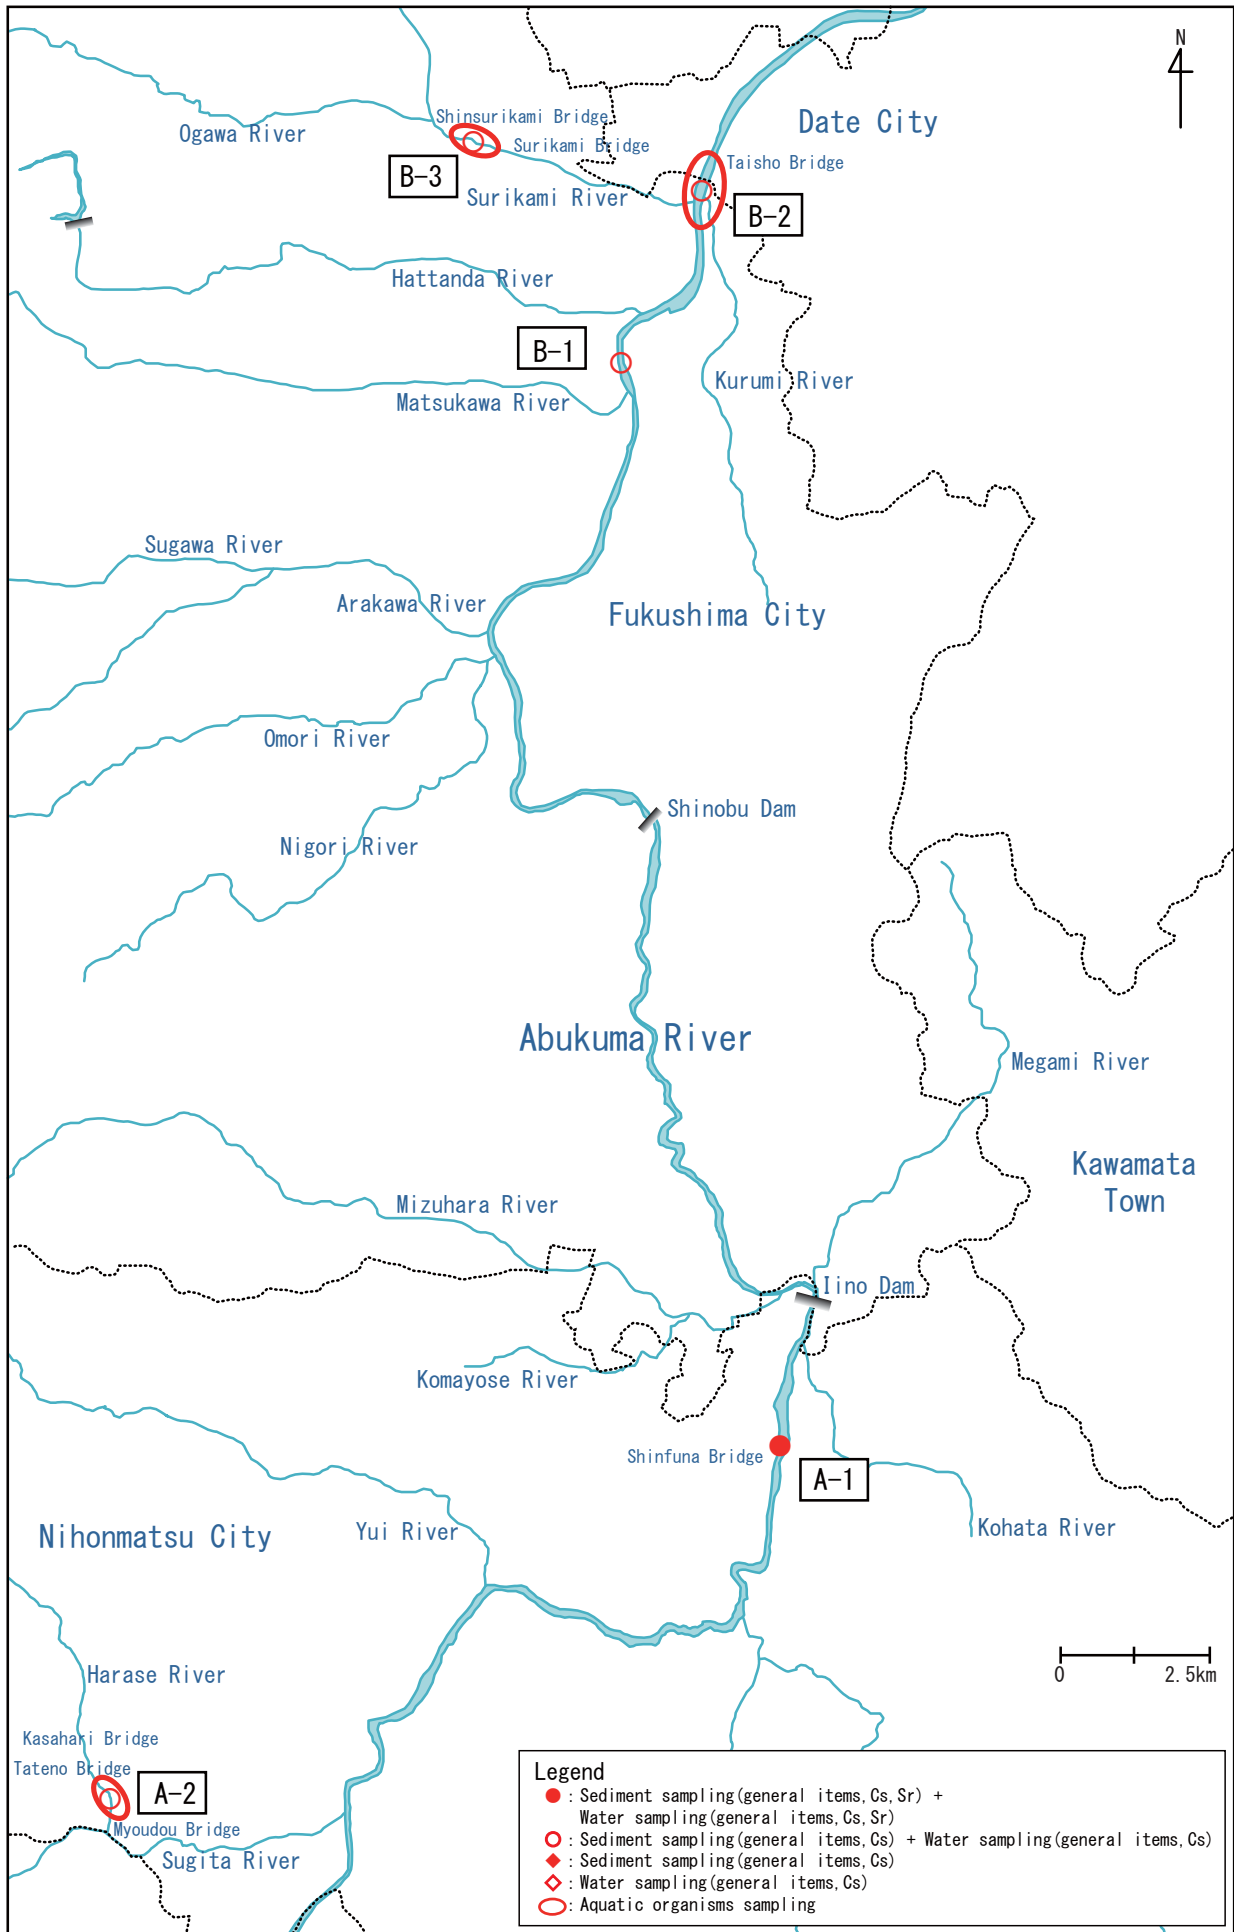 N
Date City
Ogawa River
Shinsurikami Bridge
Surikami Bridge
B-3
Surikami River
Taisho Bridge
B-2
Hattanda River
B-1
Matsukawa River
Kurumi River
Sugawa River
Arakawa River
Fukushima City
Omori River
Shinobu Dam
Nigori River
Abukuma River
Megami River
Kawamata
Town
Mizuhara River
Iino Dam
Komayose River
Shinfuna Bridge
A-1
Kohata River
Nihonmatsu City
Yui River
Harase River
0 2.5km
Kasahari Bridge
Tateno Bridge
A-2
Myoudou Bridge
Sugita River
Legend
: Sediment sampling(general items,Cs,Sr) +
Water sampling(general items,Cs,Sr)
: Sediment sampling(general items,Cs) + Water sampling(general items,Cs)
: Sediment sampling(general items,Cs)
: Water sampling(general items,Cs)
: Aquatic organisms sampling